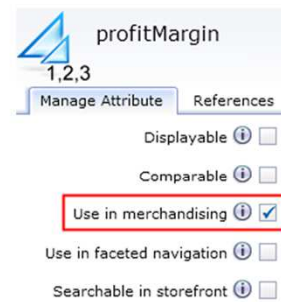 profitMargin
1,2,3
Manage Attribute References
Displayable
Comparable
Use in merchandising
Use in faceted navigation
Searchable in storefront